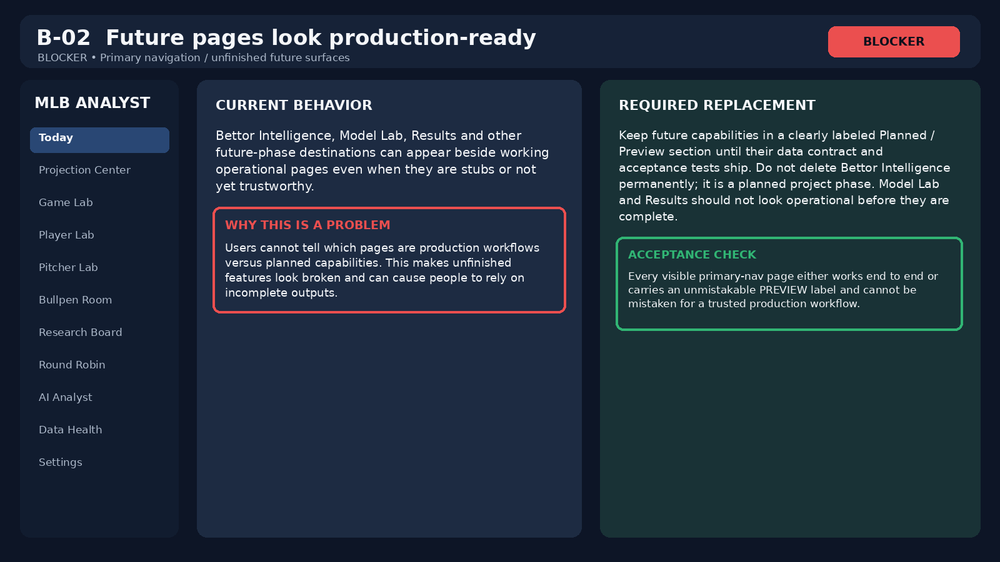 B-02  Future pages look production-ready
BLOCKER • Primary navigation / unfinished future surfaces
BLOCKER
MLB ANALYST
Today
Projection Center
Game Lab
Player Lab
Pitcher Lab
Bullpen Room
Research Board
Round Robin
AI Analyst
Data Health
Settings
CURRENT BEHAVIOR
Bettor Intelligence, Model Lab, Results and other
future-phase destinations can appear beside working
operational pages even when they are stubs or not
yet trustworthy.
WHY THIS IS A PROBLEM
Users cannot tell which pages are production workflows
versus planned capabilities. This makes unfinished
features look broken and can cause people to rely on
incomplete outputs.
REQUIRED REPLACEMENT
Keep future capabilities in a clearly labeled Planned /
Preview section until their data contract and
acceptance tests ship. Do not delete Bettor Intelligence
permanently; it is a planned project phase. Model Lab
and Results should not look operational before they are
complete.
ACCEPTANCE CHECK
Every visible primary-nav page either works end to end or
carries an unmistakable PREVIEW label and cannot be
mistaken for a trusted production workflow.